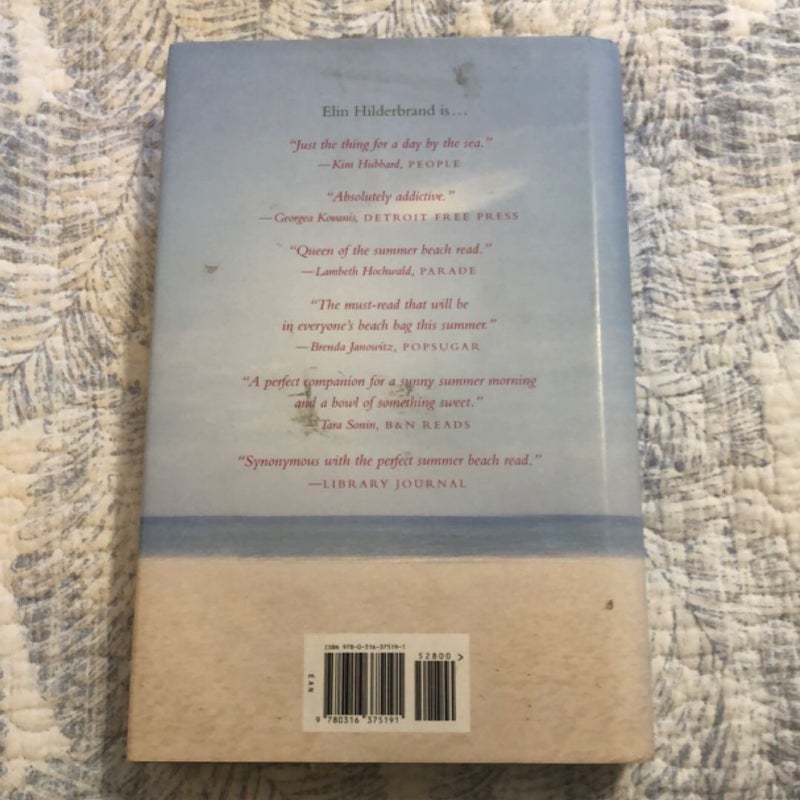 Elin Hilderbrand is...
“Just the thing for a day by the sea.”
—Kim Hubbard, PEOPLE
“Absolutely addictive.”
—Georgea Kovanis, DETROIT FREE PRESS
“Queen of the summer beach read.”
—Lambeth Hochwald, PARADE
“The must-read that will be
in everyone’s beach bag this summer.”
—Brenda Janowitz, POPSUGAR
“A perfect companion for a sunny summer morning
and a bowl of something sweet.”
—Tara Sonin, B&N READS
“Synonymous with the perfect summer beach read.”
—LIBRARY JOURNAL
ISBN 978-0-316-37519-1
52800 >
EAN
9 780316 375191